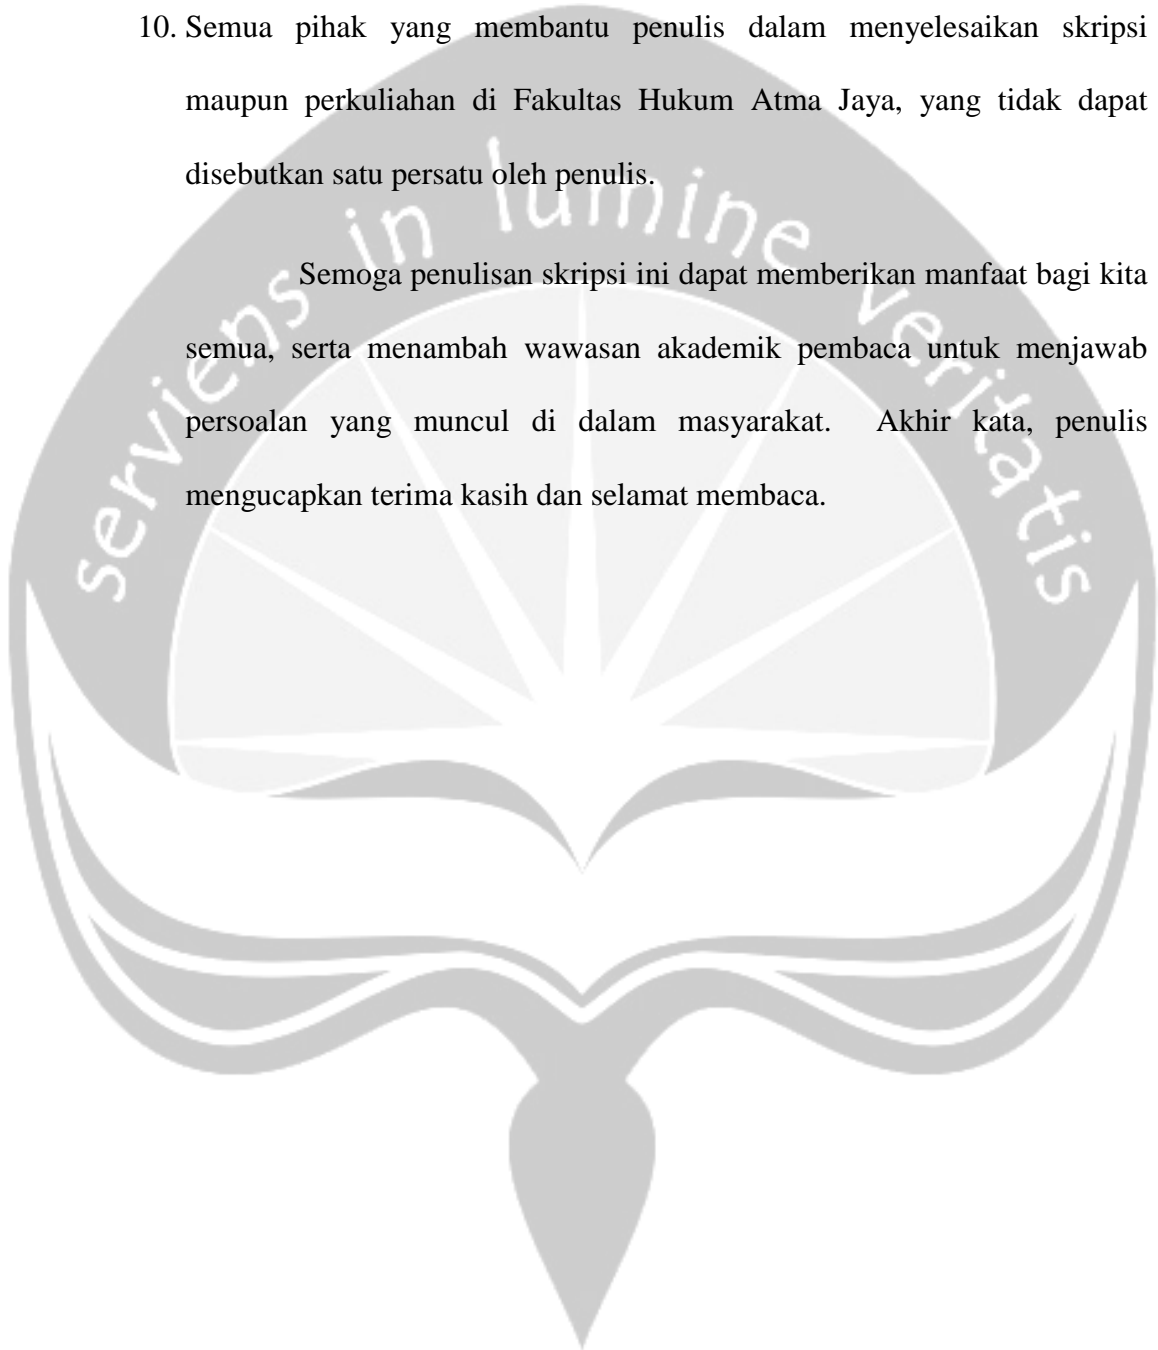 10. Semua pihak yang membantu penulis dalam menyelesaikan skripsi
maupun perkuliahan di Fakultas Hukum Atma Jaya, yang tidak dapat
disebutkan satu persatu oleh penulis.
serviens in lumine veritatis
Semoga penulisan skripsi ini dapat memberikan manfaat bagi kita
semua, serta menambah wawasan akademik pembaca untuk menjawab
persoalan yang muncul di dalam masyarakat. Akhir kata, penulis
mengucapkan terima kasih dan selamat membaca.